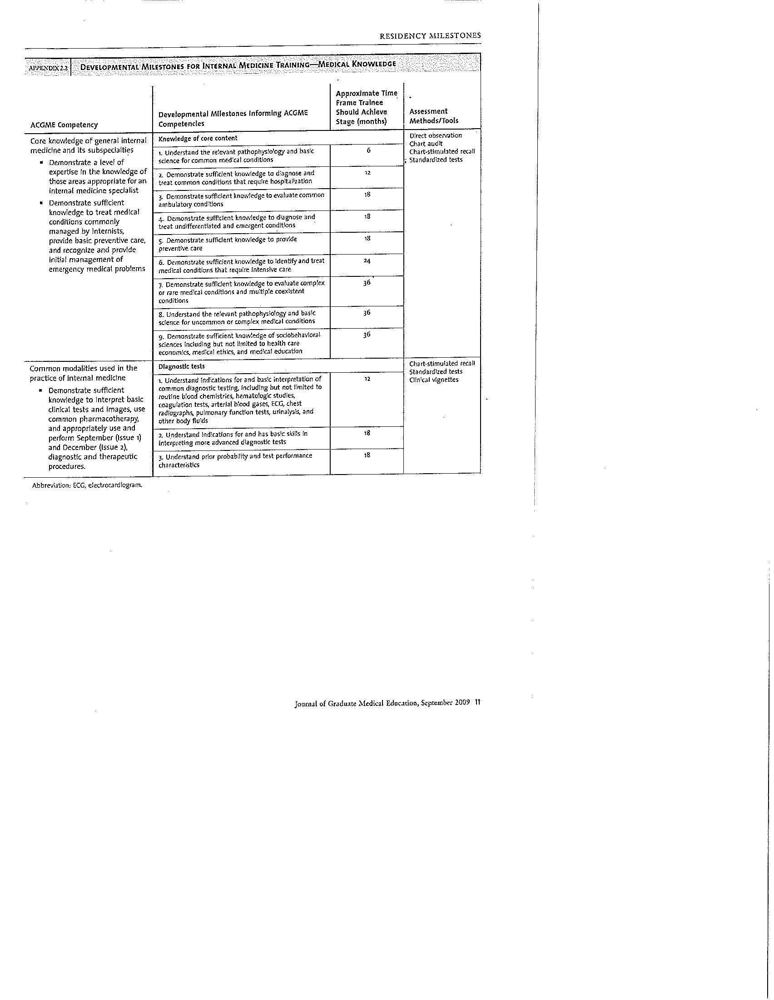 RESIDENCY MILESTONES
APPENDIX 2.2 DEVELOPMENTAL MILESTONES FOR INTERNAL MEDICINE TRAINING—MEDICAL KNOWLEDGE
ACGME Competency
Developmental Milestones Informing ACGME
Competencies
Approximate Time
Frame Trainee
Should Achieve
Stage (months)
Assessment
Methods/Tools
Core knowledge of general internal
medicine and its subspecialties
▪ Demonstrate a level of
expertise in the knowledge of
those areas appropriate for an
internal medicine specialist
▪ Demonstrate sufficient
knowledge to treat medical
conditions commonly
managed by internists,
provide basic preventive care,
and recognize and provide
initial management of
emergency medical problems
Knowledge of core content
1. Understand the relevant pathophysiology and basic
science for common medical conditions
6
2. Demonstrate sufficient knowledge to diagnose and
treat common conditions that require hospitalization
12
3. Demonstrate sufficient knowledge to evaluate common
ambulatory conditions
18
4. Demonstrate sufficient knowledge to diagnose and
treat undifferentiated and emergent conditions
18
5. Demonstrate sufficient knowledge to provide
preventive care
18
6. Demonstrate sufficient knowledge to identify and treat
medical conditions that require intensive care
24
7. Demonstrate sufficient knowledge to evaluate complex
or rare medical conditions and multiple coexistent
conditions
36
8. Understand the relevant pathophysiology and basic
science for uncommon or complex medical conditions
36
9. Demonstrate sufficient knowledge of sociobehavioral
sciences including but not limited to health care
economics, medical ethics, and medical education
36
Direct observation
Chart audit
Chart-stimulated recall
Standardized tests
Common modalities used in the
practice of internal medicine
▪ Demonstrate sufficient
knowledge to interpret basic
clinical tests and images, use
common pharmacotherapy,
and appropriately use and
perform September (Issue 1)
and December (Issue 2),
diagnostic and therapeutic
procedures.
Diagnostic tests
1. Understand indications for and basic interpretation of
common diagnostic testing, including but not limited to
routine blood chemistries, hematologic studies,
coagulation tests, arterial blood gases, ECG, chest
radiographs, pulmonary function tests, urinalysis, and
other body fluids
12
2. Understand indications for and has basic skills in
interpreting more advanced diagnostic tests
18
3. Understand prior probability and test performance
characteristics
18
Chart-stimulated recall
Standardized tests
Clinical vignettes
Abbreviation: ECG, electrocardiogram.
Journal of Graduate Medical Education, September 2009 11